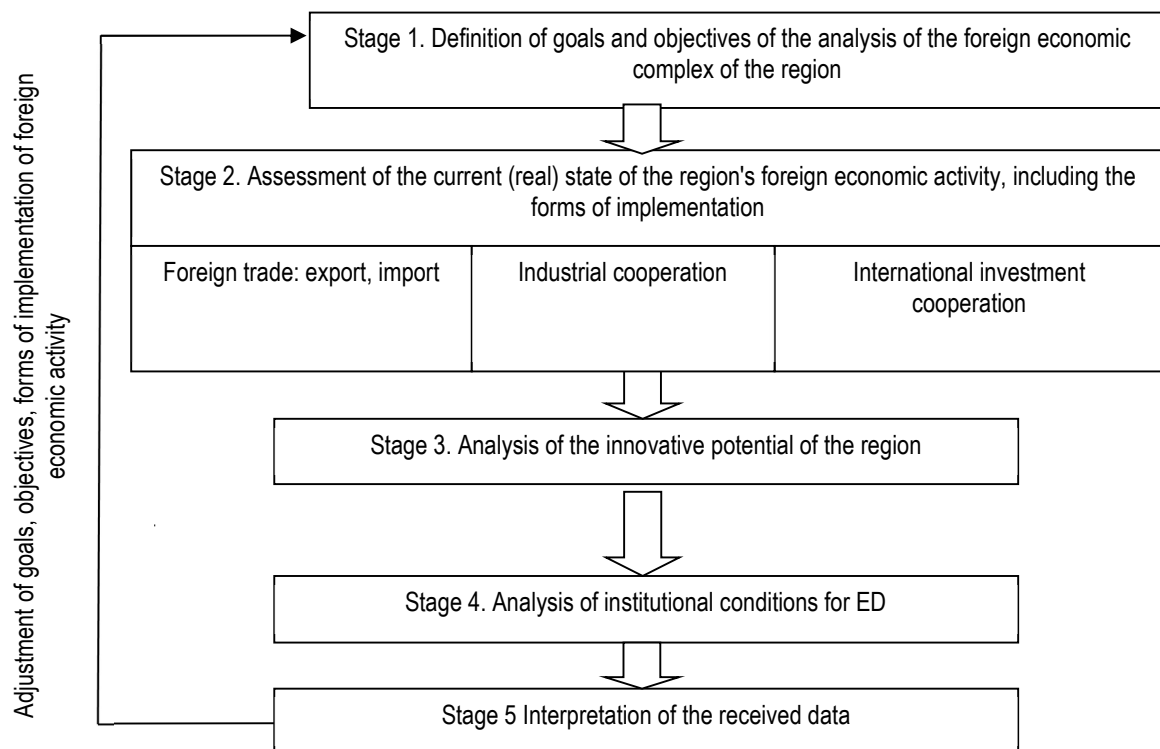 Adjustment of goals, objectives, forms of implementation of foreign
economic activity
Stage 1. Definition of goals and objectives of the analysis of the foreign economic
complex of the region
Stage 2. Assessment of the current (real) state of the region's foreign economic activity, including the
forms of implementation
Foreign trade: export, import
Industrial cooperation
International investment
cooperation
Stage 3. Analysis of the innovative potential of the region
Stage 4. Analysis of institutional conditions for ED
Stage 5 Interpretation of the received data